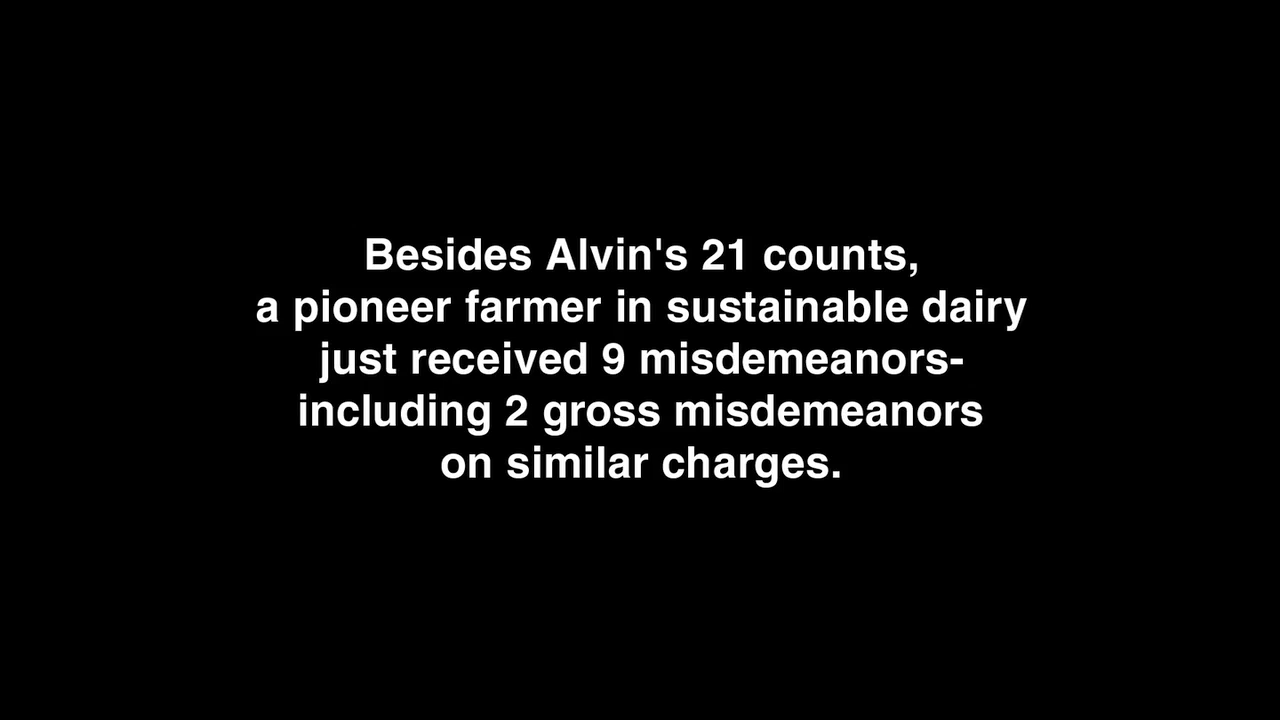 Besides Alvin's 21 counts,
a pioneer farmer in sustainable dairy
just received 9 misdemeanors-
including 2 gross misdemeanors
on similar charges.